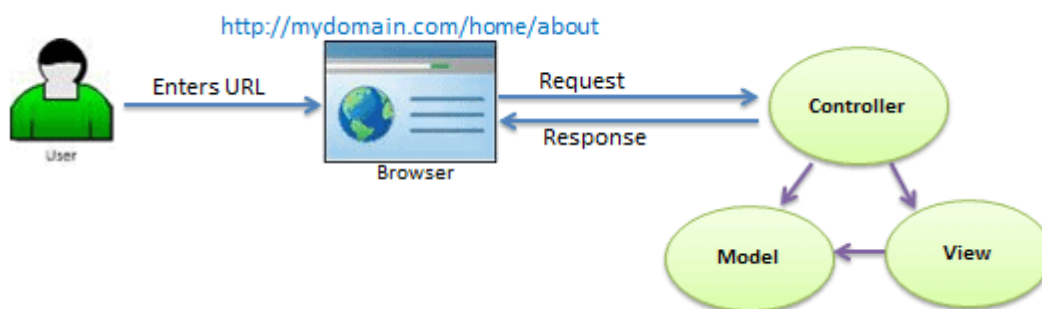 http://mydomain.com/home/about
Enters URL
Request
Controller
Response
User
Browser
Model
View